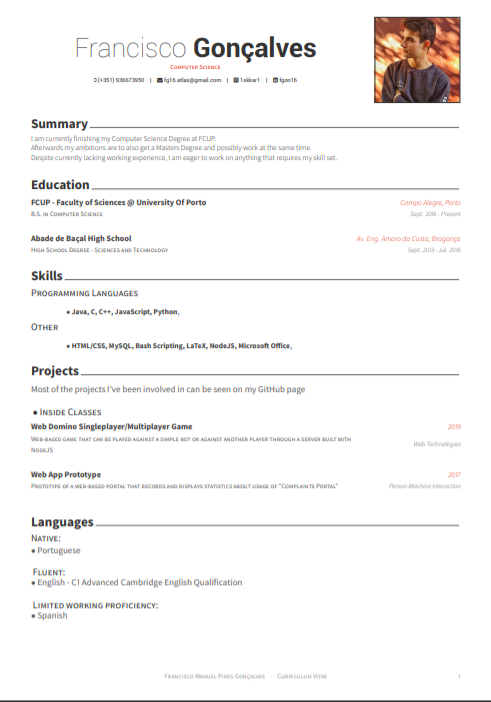 Francisco Gonçalves
Computer Science
(+351) 936673950 | fg16.atlas@gmail.com | 1skkar1 | fgon16
Summary
I am currently finishing my Computer Science Degree at FCUP.
Afterwards my ambitions are to also get a Masters Degree and possibly work at the same time.
Despite currently lacking working experience, I am eager to work on anything that requires my skill set.
Education
FCUP - Faculty of Sciences @ University Of Porto
Campo Alegre, Porto
B.S. in Computer Science
Sept. 2016 - Present
Abade de Baçal High School
Av. Eng. Amaro da Costa, Bragança
High School Degree - Sciences and Technology
Sept. 2013 - Jul. 2016
Skills
Programming Languages
• Java, C, C++, JavaScript, Python,
Other
• HTML/CSS, MySQL, Bash Scripting, LaTeX, NodeJS, Microsoft Office,
Projects
Most of the projects I've been involved in can be seen on my GitHub page
• Inside Classes
Web Domino Singleplayer/Multiplayer Game
2019
Web-based game that can be played against a simple bot or against another player through a server built with
NodeJS
Web Technologies
Web App Prototype
2017
Prototype of a web-based portal that records and displays statistics about usage of "Complaints Portal"
Person-Machine Interaction
Languages
Native:
• Portuguese
Fluent:
• English - C1 Advanced Cambridge English Qualification
Limited working proficiency:
• Spanish
Francisco Manuel Pires Gonçalves · Curriculum Vitae
1